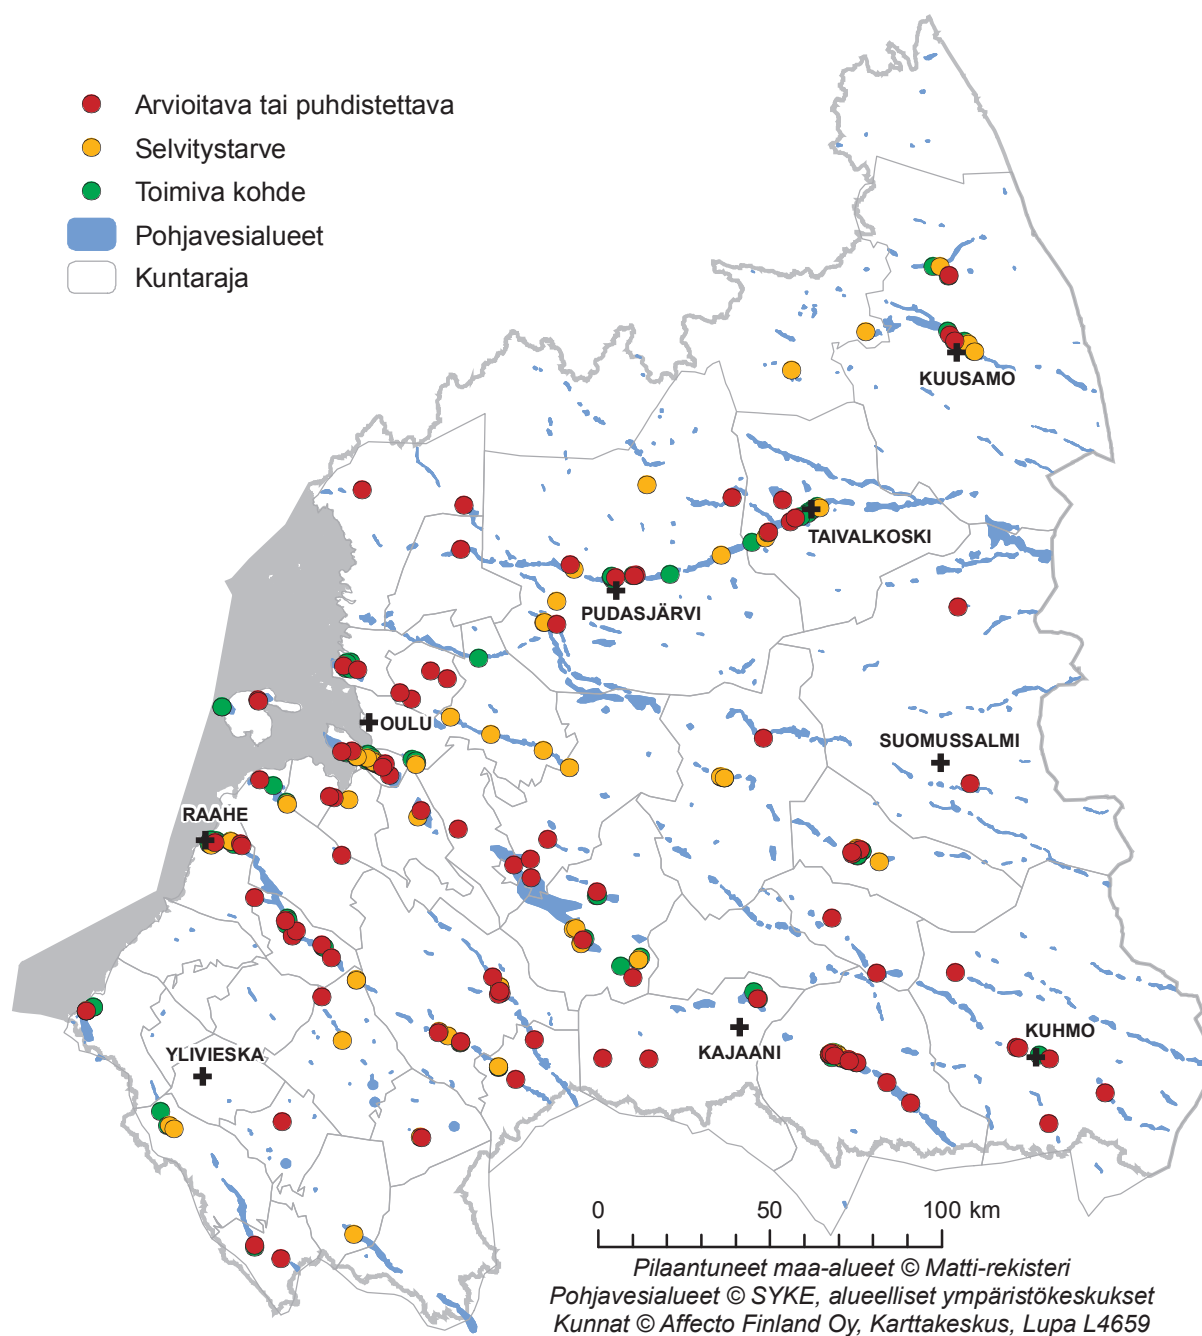 Arvioitava tai puhdistettava
Selvitystarve
Toimiva kohde
Pohjavesialueet
Kuntaraja
KUUSAMO
TAIVALKOSKI
PUDASJÄRVI
OULU
SUOMUSSALMI
RAAHE
KUHMO
KAJAANI
YLIVIESKA
0 50 100 km
Pilaantuneet maa-alueet © Matti-rekisteri
Pohjavesialueet © SYKE, alueelliset ympäristökeskukset
Kunnat © Affecto Finland Oy, Karttakeskus, Lupa L4659